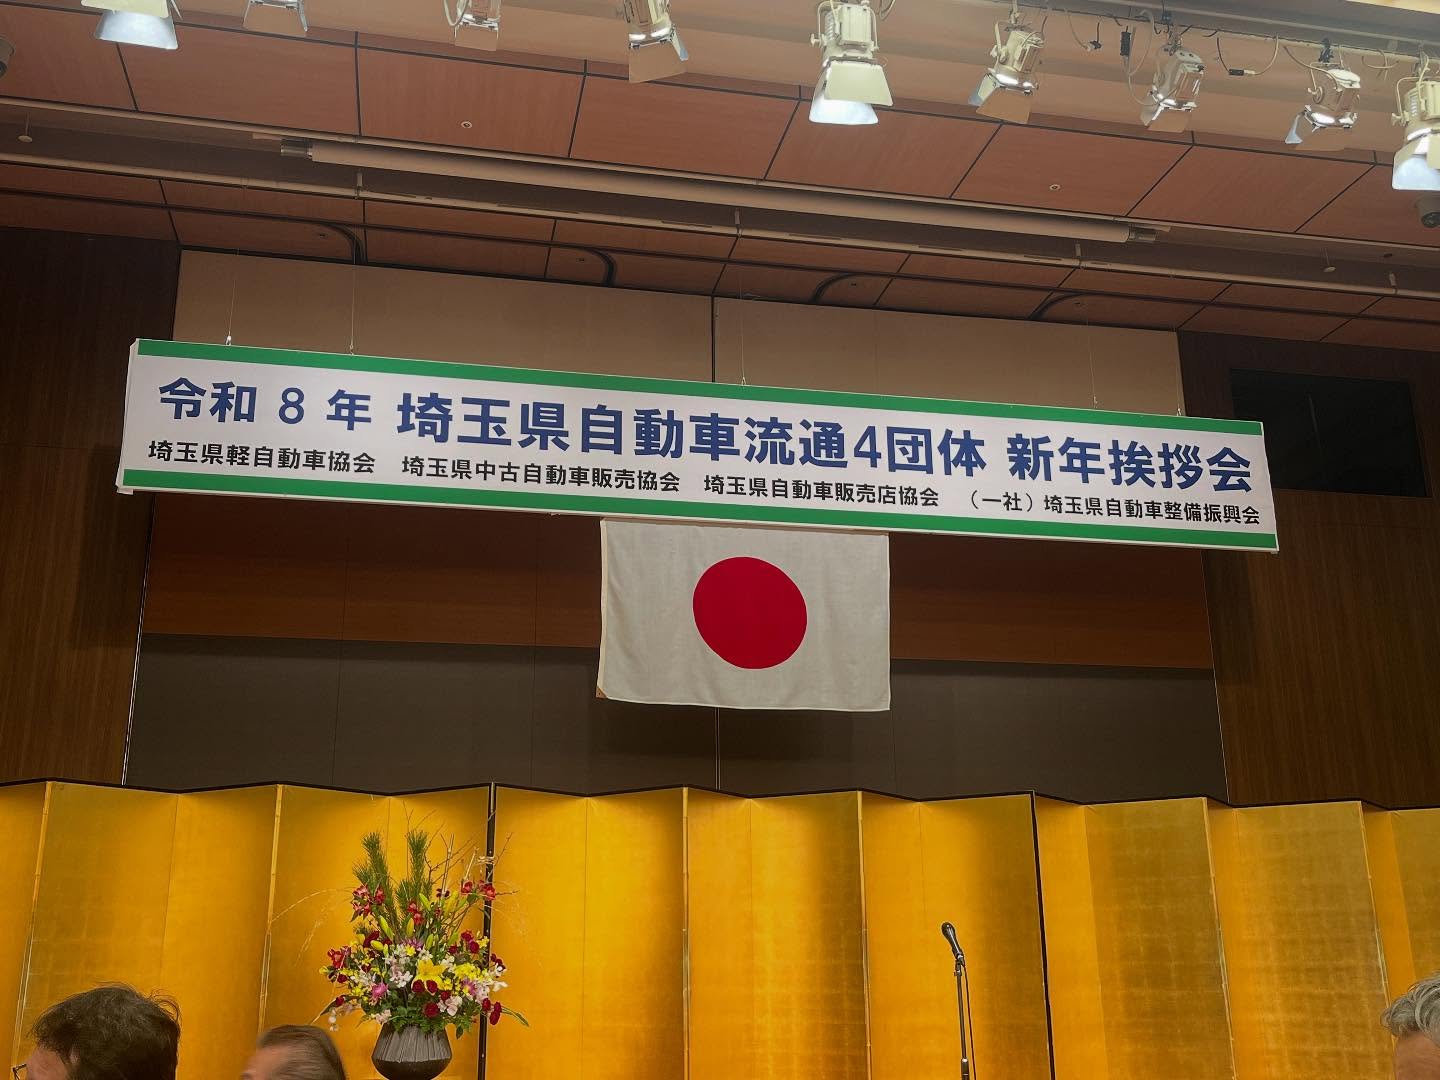 令和8年 埼玉県自動車流通4団体 新年挨拶会
埼玉県軽自動車協会 埼玉県中古自動車販売協会 埼玉県自動車販売店協会 （一社）埼玉県自動車整備振興会